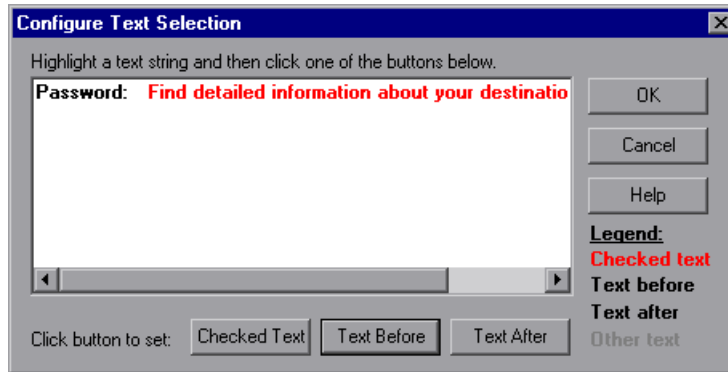 Configure Text Selection
Highlight a text string and then click one of the buttons below.
Password: Find detailed information about your destinatio
OK
Cancel
Help
Legend:
Checked text
Text before
Text after
Other text
Click button to set: Checked Text Text Before Text After